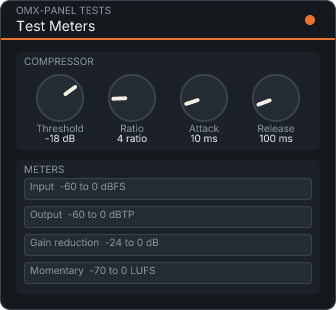 OMX-PANEL TESTS
Test Meters
COMPRESSOR
Threshold Ratio Attack Release
-18 dB 4 ratio 10 ms 100 ms
METERS
Input -60 to 0 dBFS
Output -60 to 0 dBTP
Gain reduction -24 to 0 dB
Momentary -70 to 0 LUFS